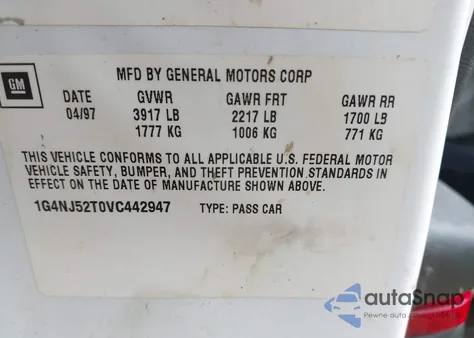 GM
MFD BY GENERAL MOTORS CORP
DATE GVWR GAWR FRT GAWR RR
04/97 3917 LB 2217 LB 1700 LB
1777 KG 1006 KG 771 KG
THIS VEHICLE CONFORMS TO ALL APPLICABLE U.S. FEDERAL MOTOR
VEHICLE SAFETY, BUMPER, AND THEFT PREVENTION STANDARDS IN
EFFECT ON THE DATE OF MANUFACTURE SHOWN ABOVE.
1G4NJ52T0VC442947 TYPE: PASS CAR
autoSnap
Pewne auto